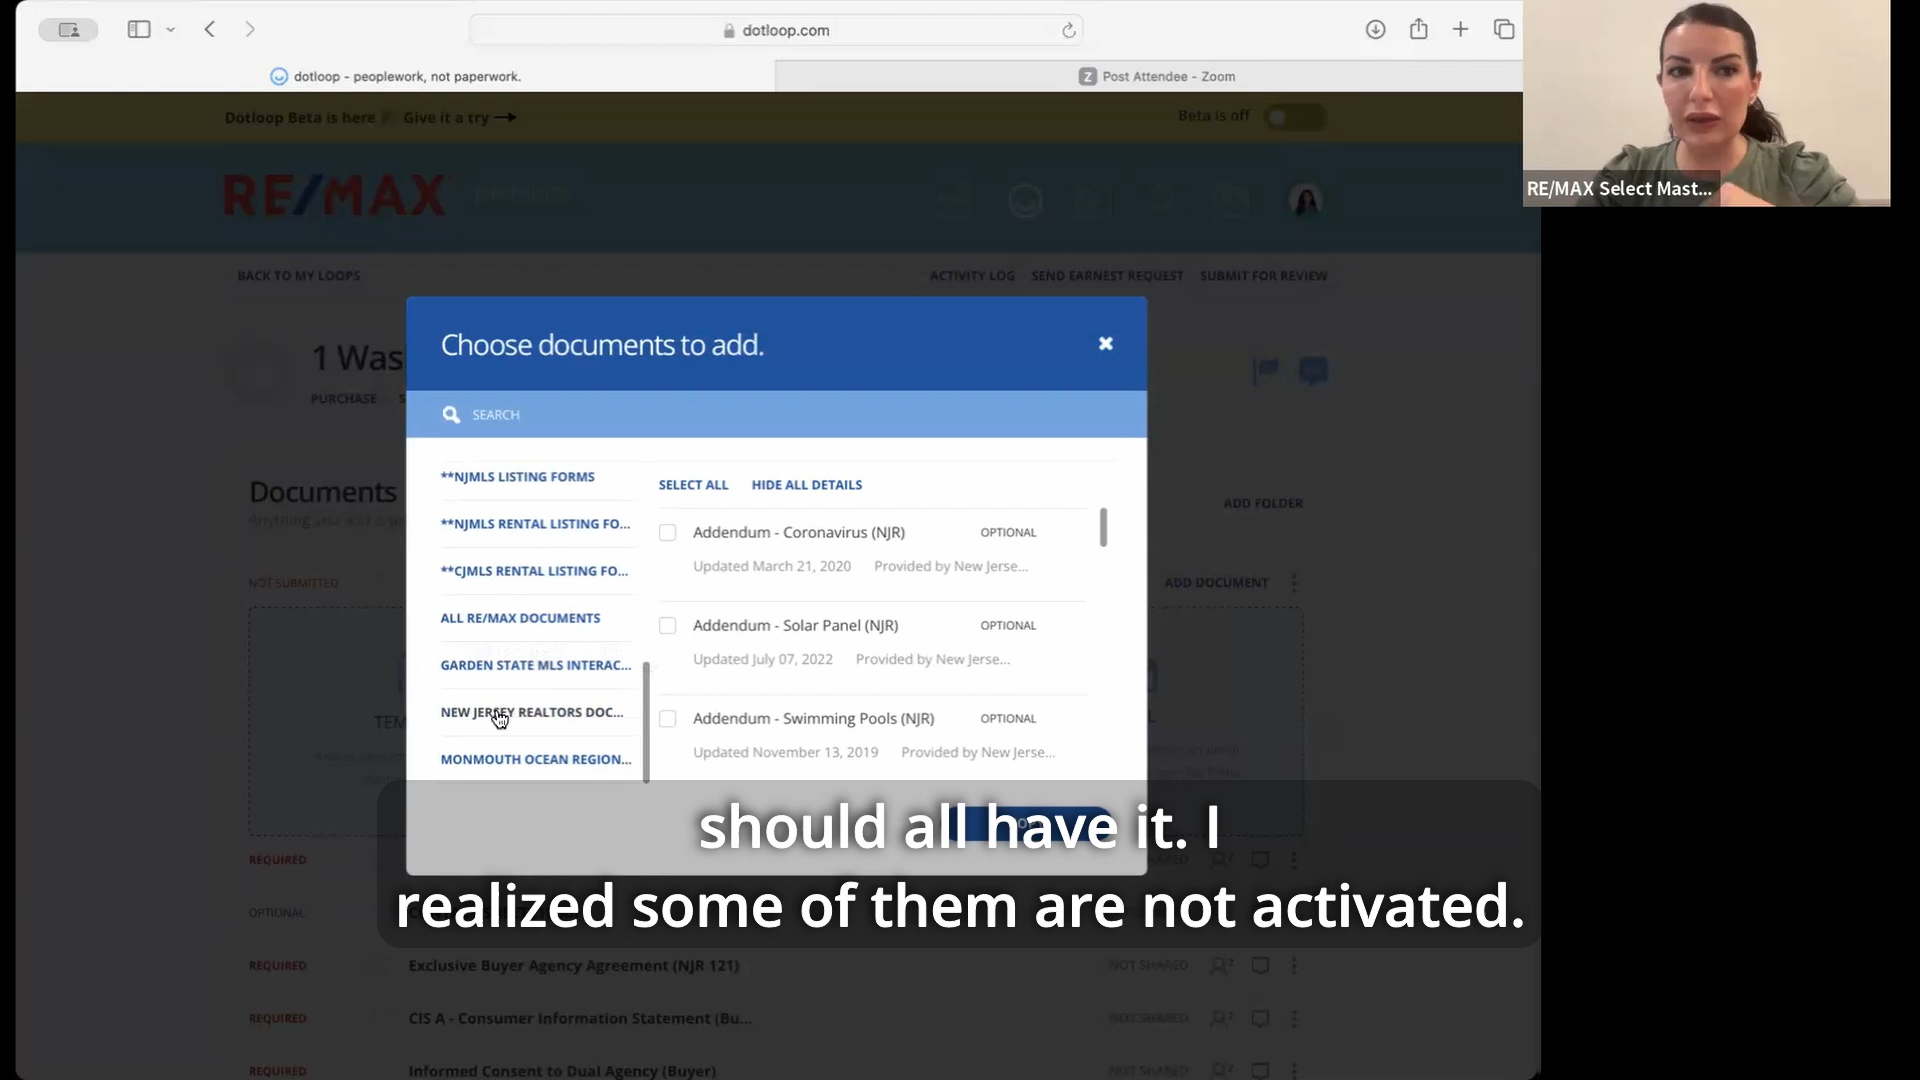 dotloop.com
dotloop - peoplework, not paperwork.
Post Attendee - Zoom
Dotloop Beta is here
Give it a try →
Beta is off
RE/MAX
RE/MAX Select Mast...
BACK TO MY LOOPS
ACTIVITY LOG
SEND EARNEST REQUEST
SUBMIT FOR REVIEW
1 Was
PURCHASE
Choose documents to add.
SEARCH
Documents
ADD FOLDER
NOT SUBMITTED
ADD DOCUMENT
**NJMLS LISTING FORMS
**NJMLS RENTAL LISTING FO...
**CJMLS RENTAL LISTING FO...
ALL RE/MAX DOCUMENTS
GARDEN STATE MLS INTERAC...
NEW JERSEY REALTORS DOC...
MONMOUTH OCEAN REGION...
SELECT ALL
HIDE ALL DETAILS
Addendum - Coronavirus (NJR)
OPTIONAL
Updated March 21, 2020
Provided by New Jerse...
Addendum - Solar Panel (NJR)
OPTIONAL
Updated July 07, 2022
Provided by New Jerse...
Addendum - Swimming Pools (NJR)
OPTIONAL
Updated November 13, 2019
Provided by New Jerse...
should all have it. I
realized some of them are not activated.
REQUIRED
OPTIONAL
REQUIRED
Exclusive Buyer Agency Agreement (NJR 121)
NOT SHARED
REQUIRED
CIS A - Consumer Information Statement (Bu...
NOT SHARED
REQUIRED
Informed Consent to Dual Agency (Buyer)
NOT SHARED